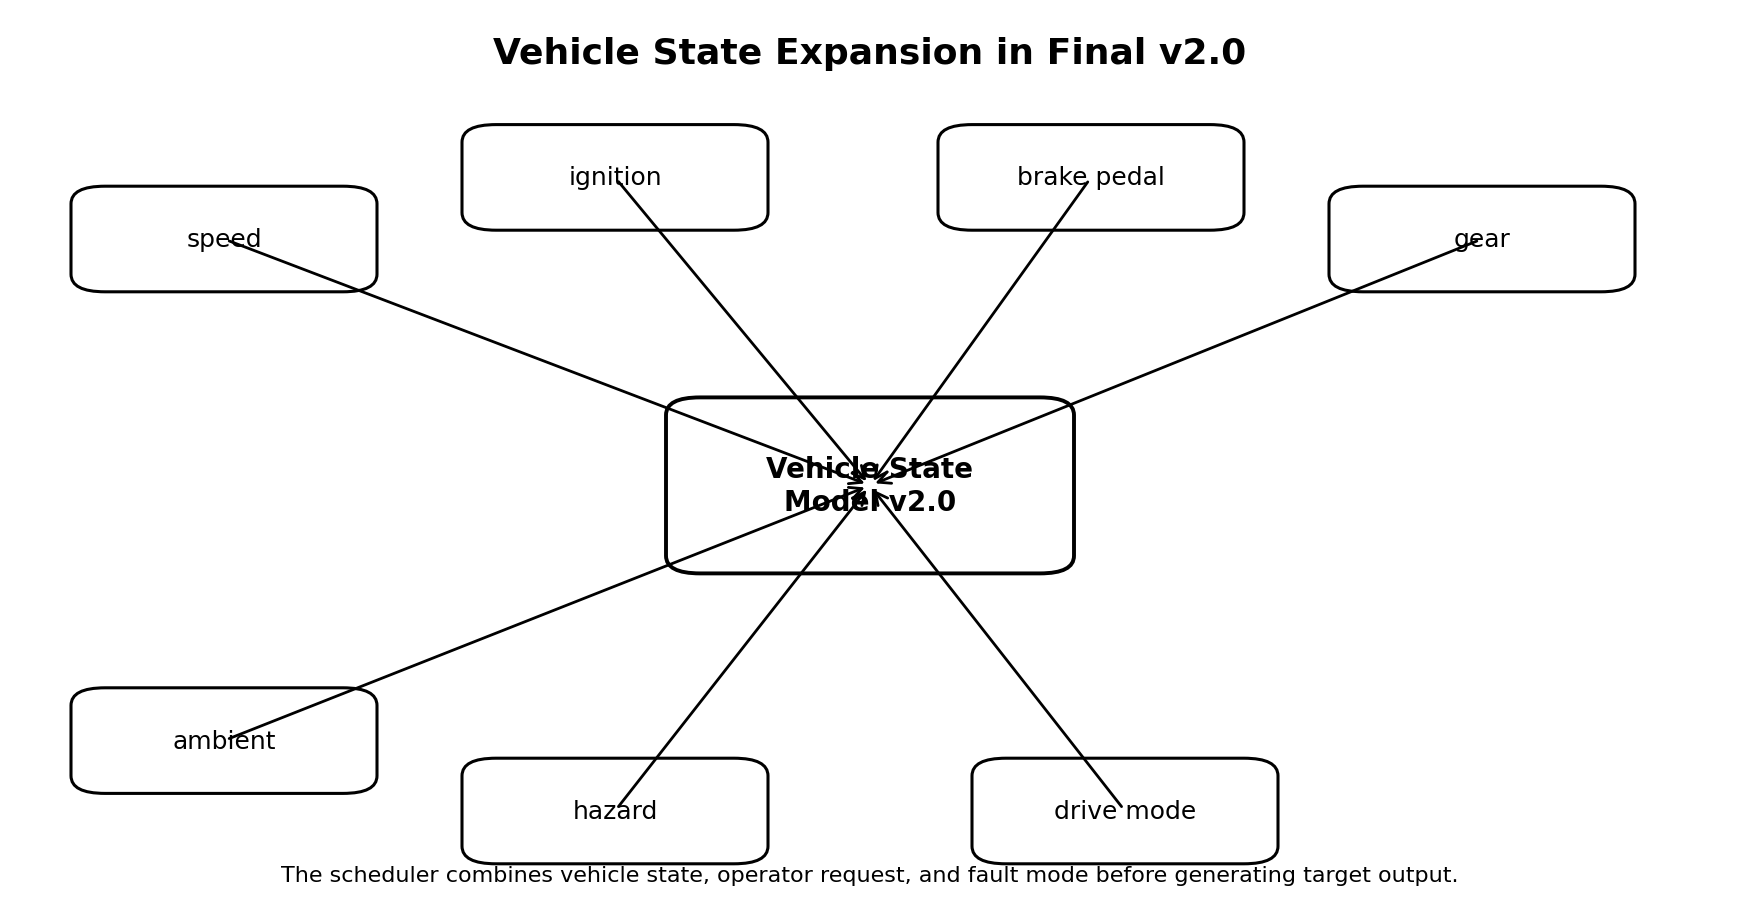 Vehicle State Expansion in Final v2.0
ignition
brake pedal
speed
gear
Vehicle State
Model v2.0
ambient
hazard
drive mode
The scheduler combines vehicle state, operator request, and fault mode before generating target output.